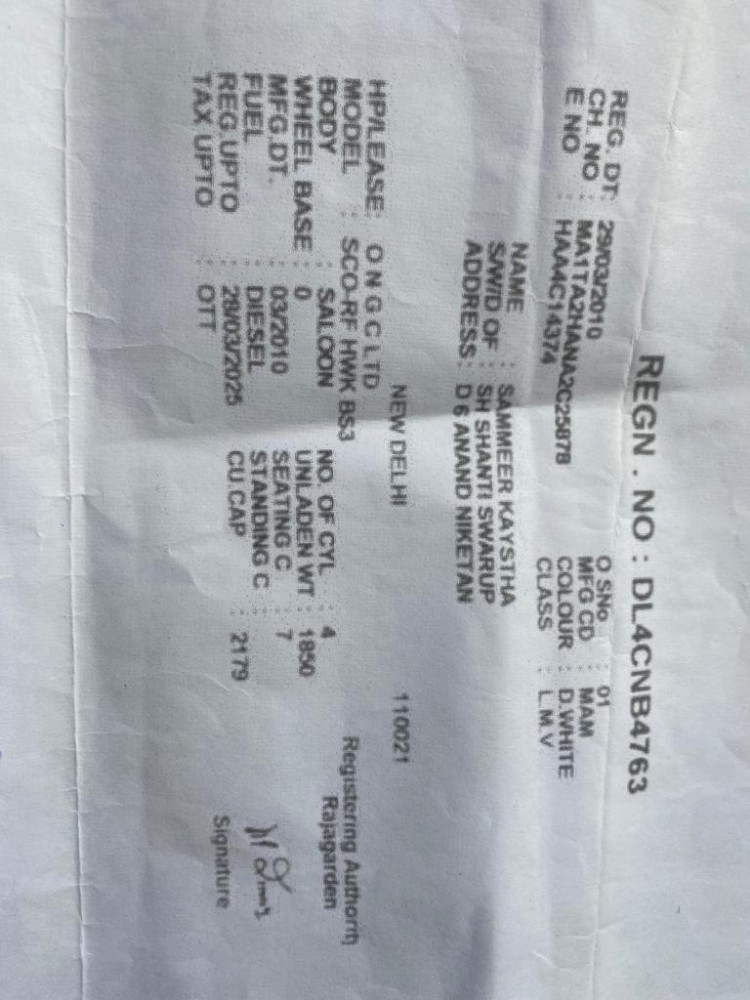 REGN . NO : DL4CNB4763
REG. DT: 29/03/2010 O SNo : 01
CH. NO : MA1TA2HANA2C25878 MFG CD : MAM
E NO : HAA4C14374 COLOUR : D.WHITE
CLASS : L.M.V
NAME : SAMMEER KAYSTHA
S/W/D OF : SH SHANTI SWARUP
ADDRESS: D 6 ANAND NIKETAN
NEW DELHI 110021
HP/LEASE: O N G C LTD
MODEL : SCO-RF HWK BS3
BODY : SALOON NO. OF CYL : 4
WHEEL BASE : 0 UNLADEN WT : 1850
MFG.DT. : 03/2010 SEATING C : 7
FUEL : DIESEL STANDING C :
REG.UPTO : 28/03/2025 CU.CAP : 2179
TAX UPTO : OTT
Registering Authority
Rajagarden
Signature